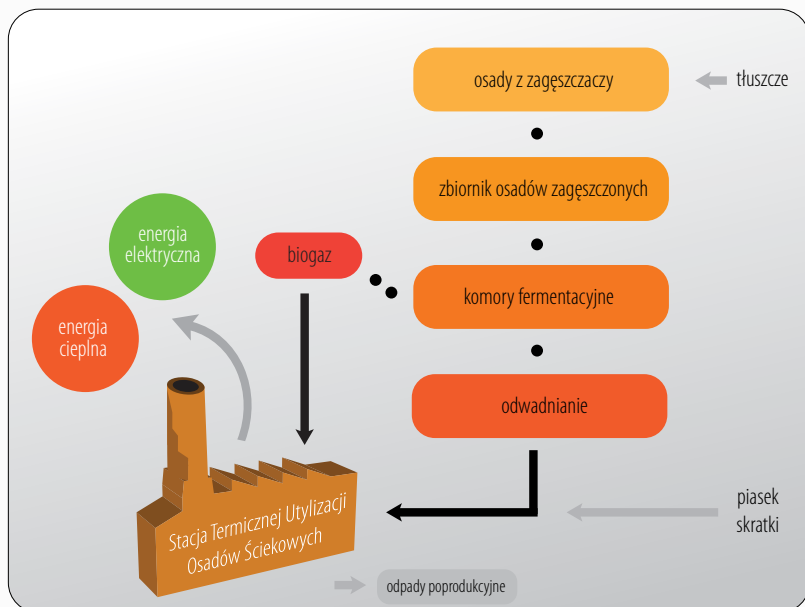 osady z zagęszczaczy
tłuszcze
zbiornik osadów zagęszczonych
energia
elektryczna
biogaz
komory fermentacyjne
energia
cieplna
odwadnianie
piasek
skratki
Stacja Termicznej Utylizacji
Osadów Ściekowych
odpady poprodukcyjne